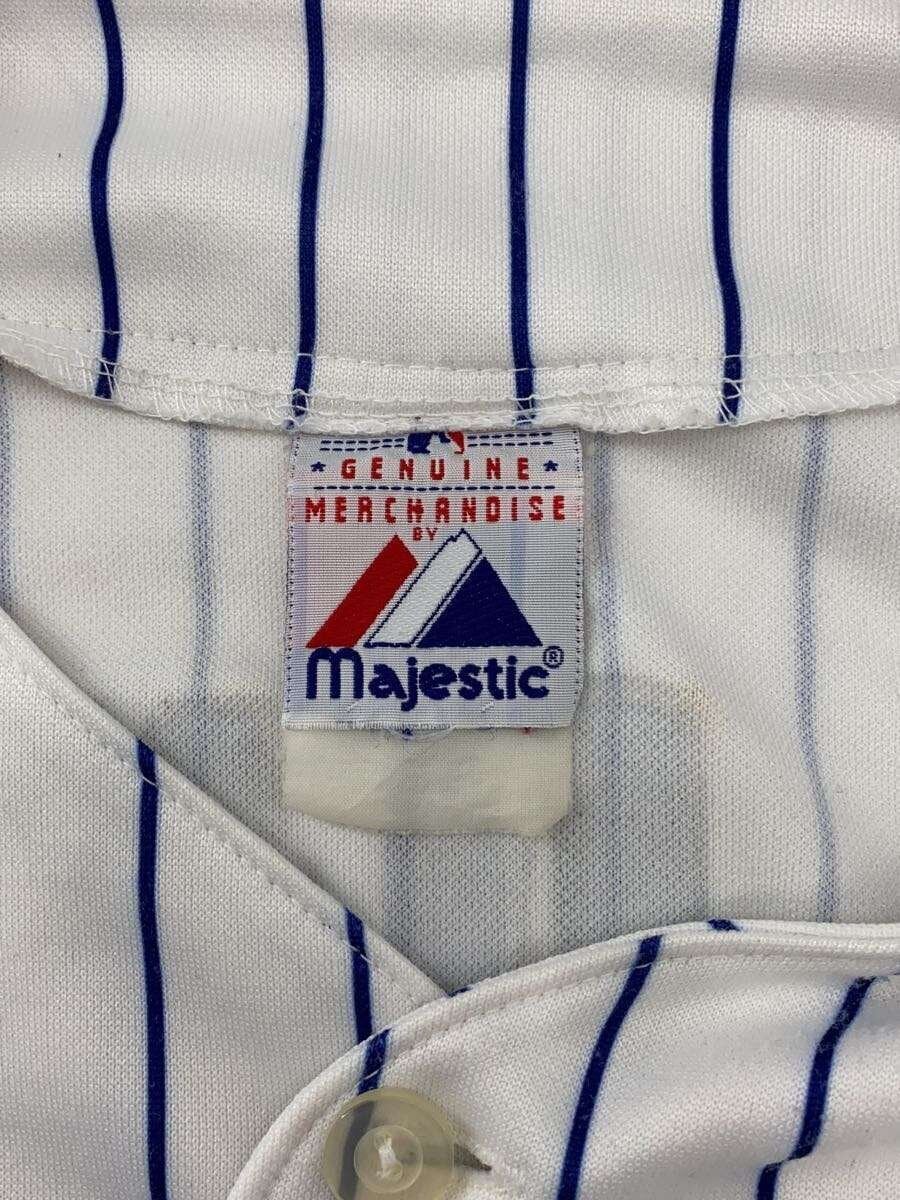 * GENUINE *
MERCHANDISE
BY
Majestic®